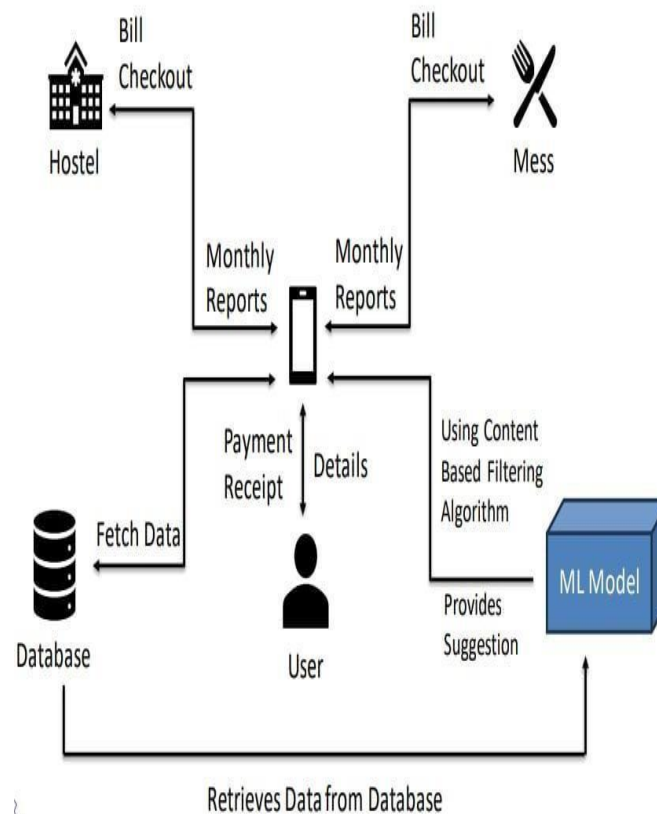 Bill
Checkout
Bill
Checkout
Hostel
Mess
Monthly
Reports
Monthly
Reports
Payment
Receipt
Details
Using Content
Based Filtering
Algorithm
Fetch Data
ML Model
Provides
Suggestion
Database
User
Retrieves Data from Database